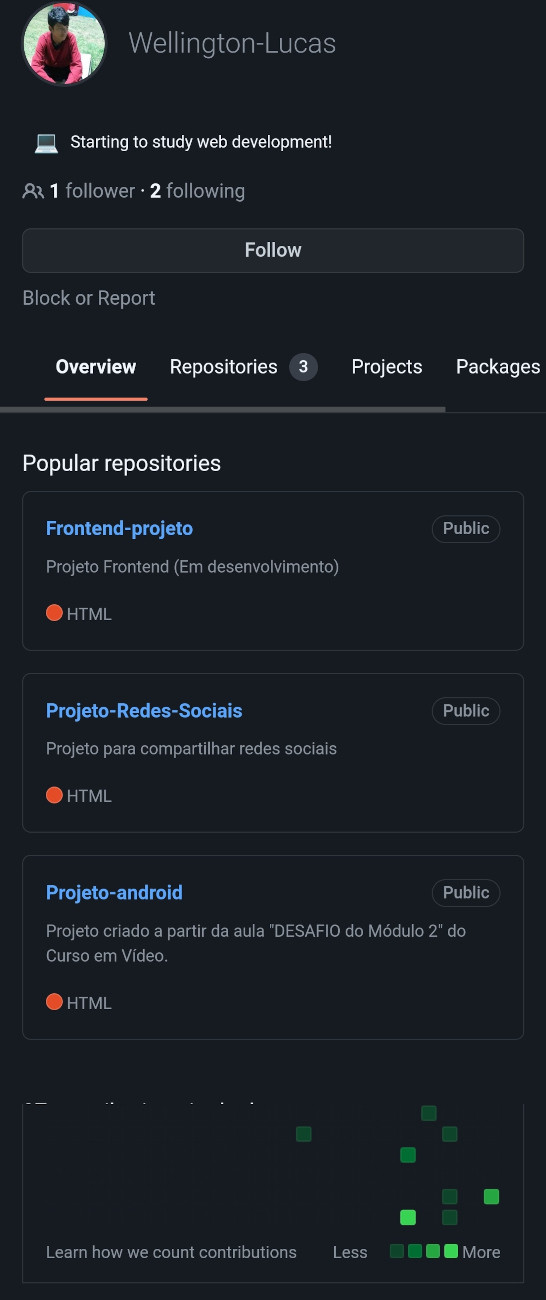 Wellington-Lucas
Starting to study web development!
1 follower · 2 following
Follow
Block or Report
Overview Repositories 3 Projects Packages
Popular repositories
Frontend-projeto Public
Projeto Frontend (Em desenvolvimento)
HTML
Projeto-Redes-Sociais Public
Projeto para compartilhar redes sociais
HTML
Projeto-android Public
Projeto criado a partir da aula "DESAFIO do Módulo 2" do
Curso em Vídeo.
HTML
Learn how we count contributions Less More